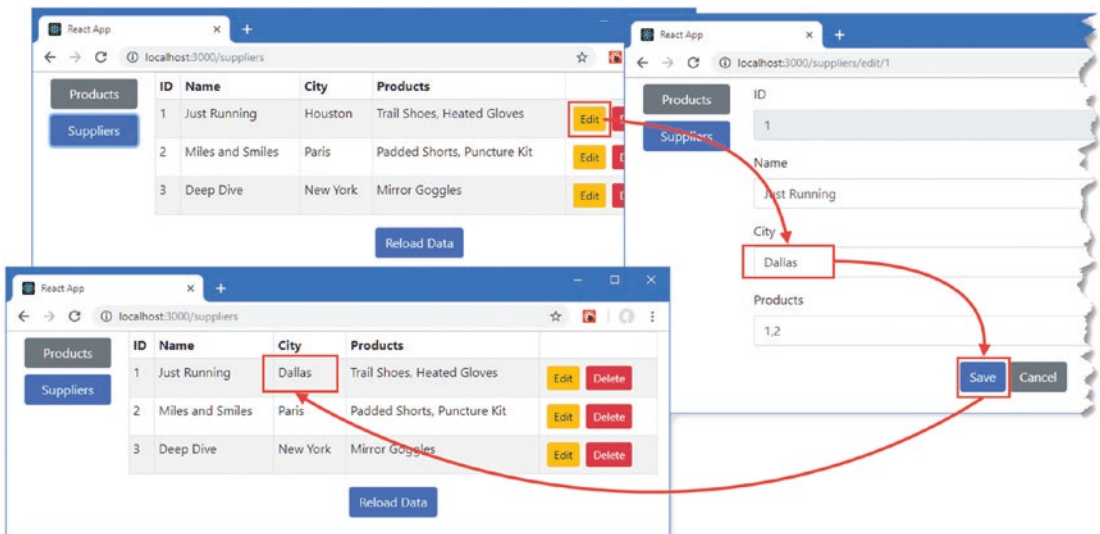 React App
localhost:3000/suppliers
Products
Suppliers
ID Name City Products
1 Just Running Houston Trail Shoes, Heated Gloves Edit
2 Miles and Smiles Paris Padded Shorts, Puncture Kit Edit
3 Deep Dive New York Mirror Goggles Edit
Reload Data
React App
localhost:3000/suppliers/edit/1
Products
Suppliers
ID
1
Name
Just Running
City
Dallas
Products
1,2
Save Cancel
React App
localhost:3000/suppliers
Products
Suppliers
ID Name City Products
1 Just Running Dallas Trail Shoes, Heated Gloves Edit Delete
2 Miles and Smiles Paris Padded Shorts, Puncture Kit Edit Delete
3 Deep Dive New York Mirror Goggles Edit Delete
Reload Data